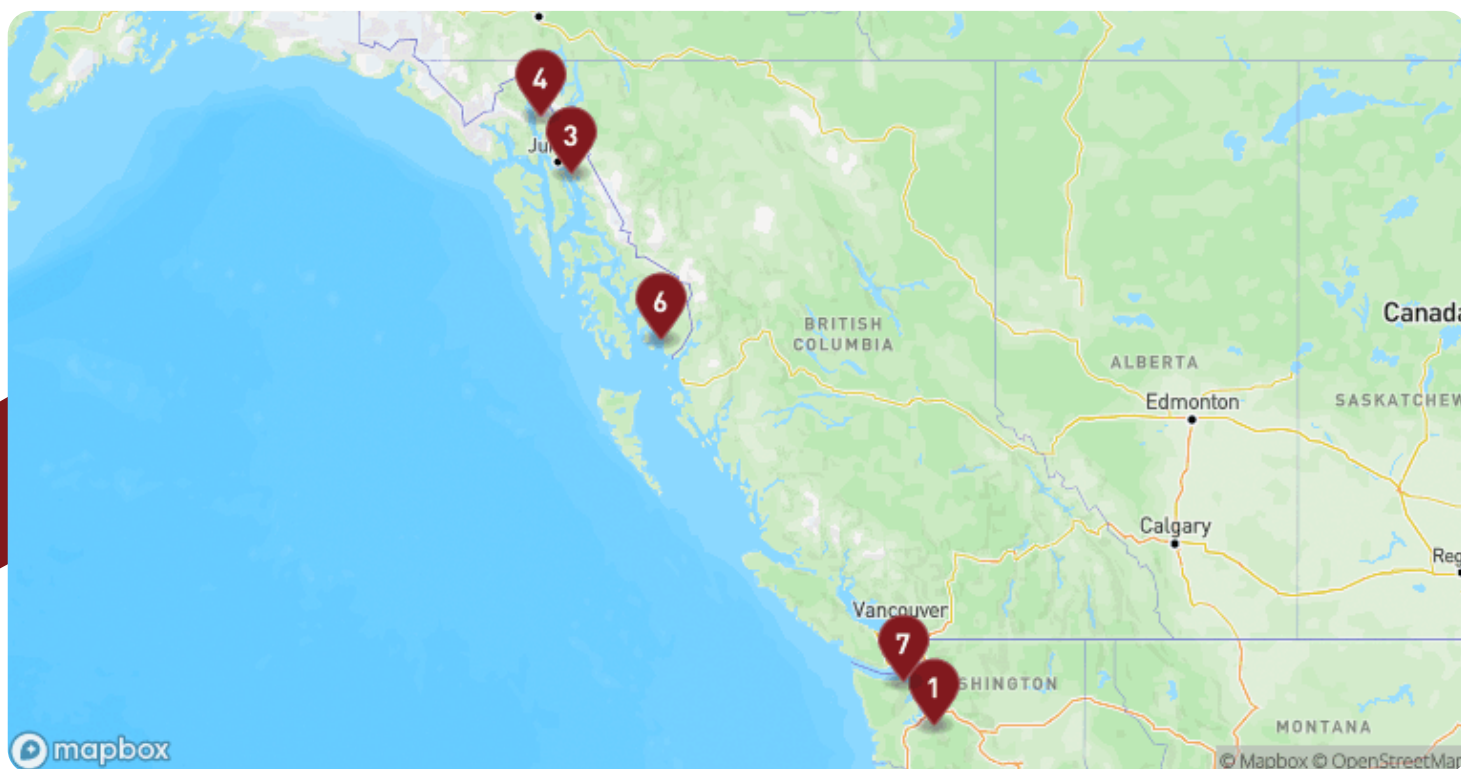 4
3
Ju
6
BRITISH
COLUMBIA
Canada
ALBERTA
Edmonton
SASKATCHEW
Calgary
Reg
Vancouver
7
1
SHINGTON
MONTANA
mapbox
© Mapbox © OpenStreetMap